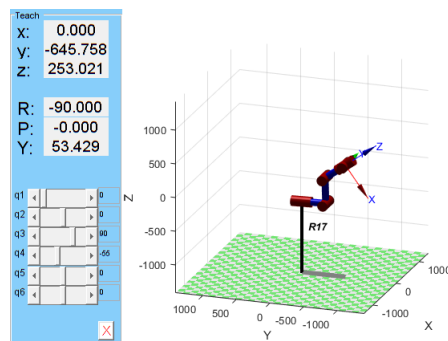 Teach
x: 0.000
y: -645.758
z: 253.021
R: -90.000
P: -0.000
Y: 53.429
q1 0
q2 0
q3 90
q4 -66
q5 0
q6 0
X
Z
1000
500
0
-500
-1000
Z
X
R17
1000
500
0
-500
-1000
Y
-1000
0
1000
X